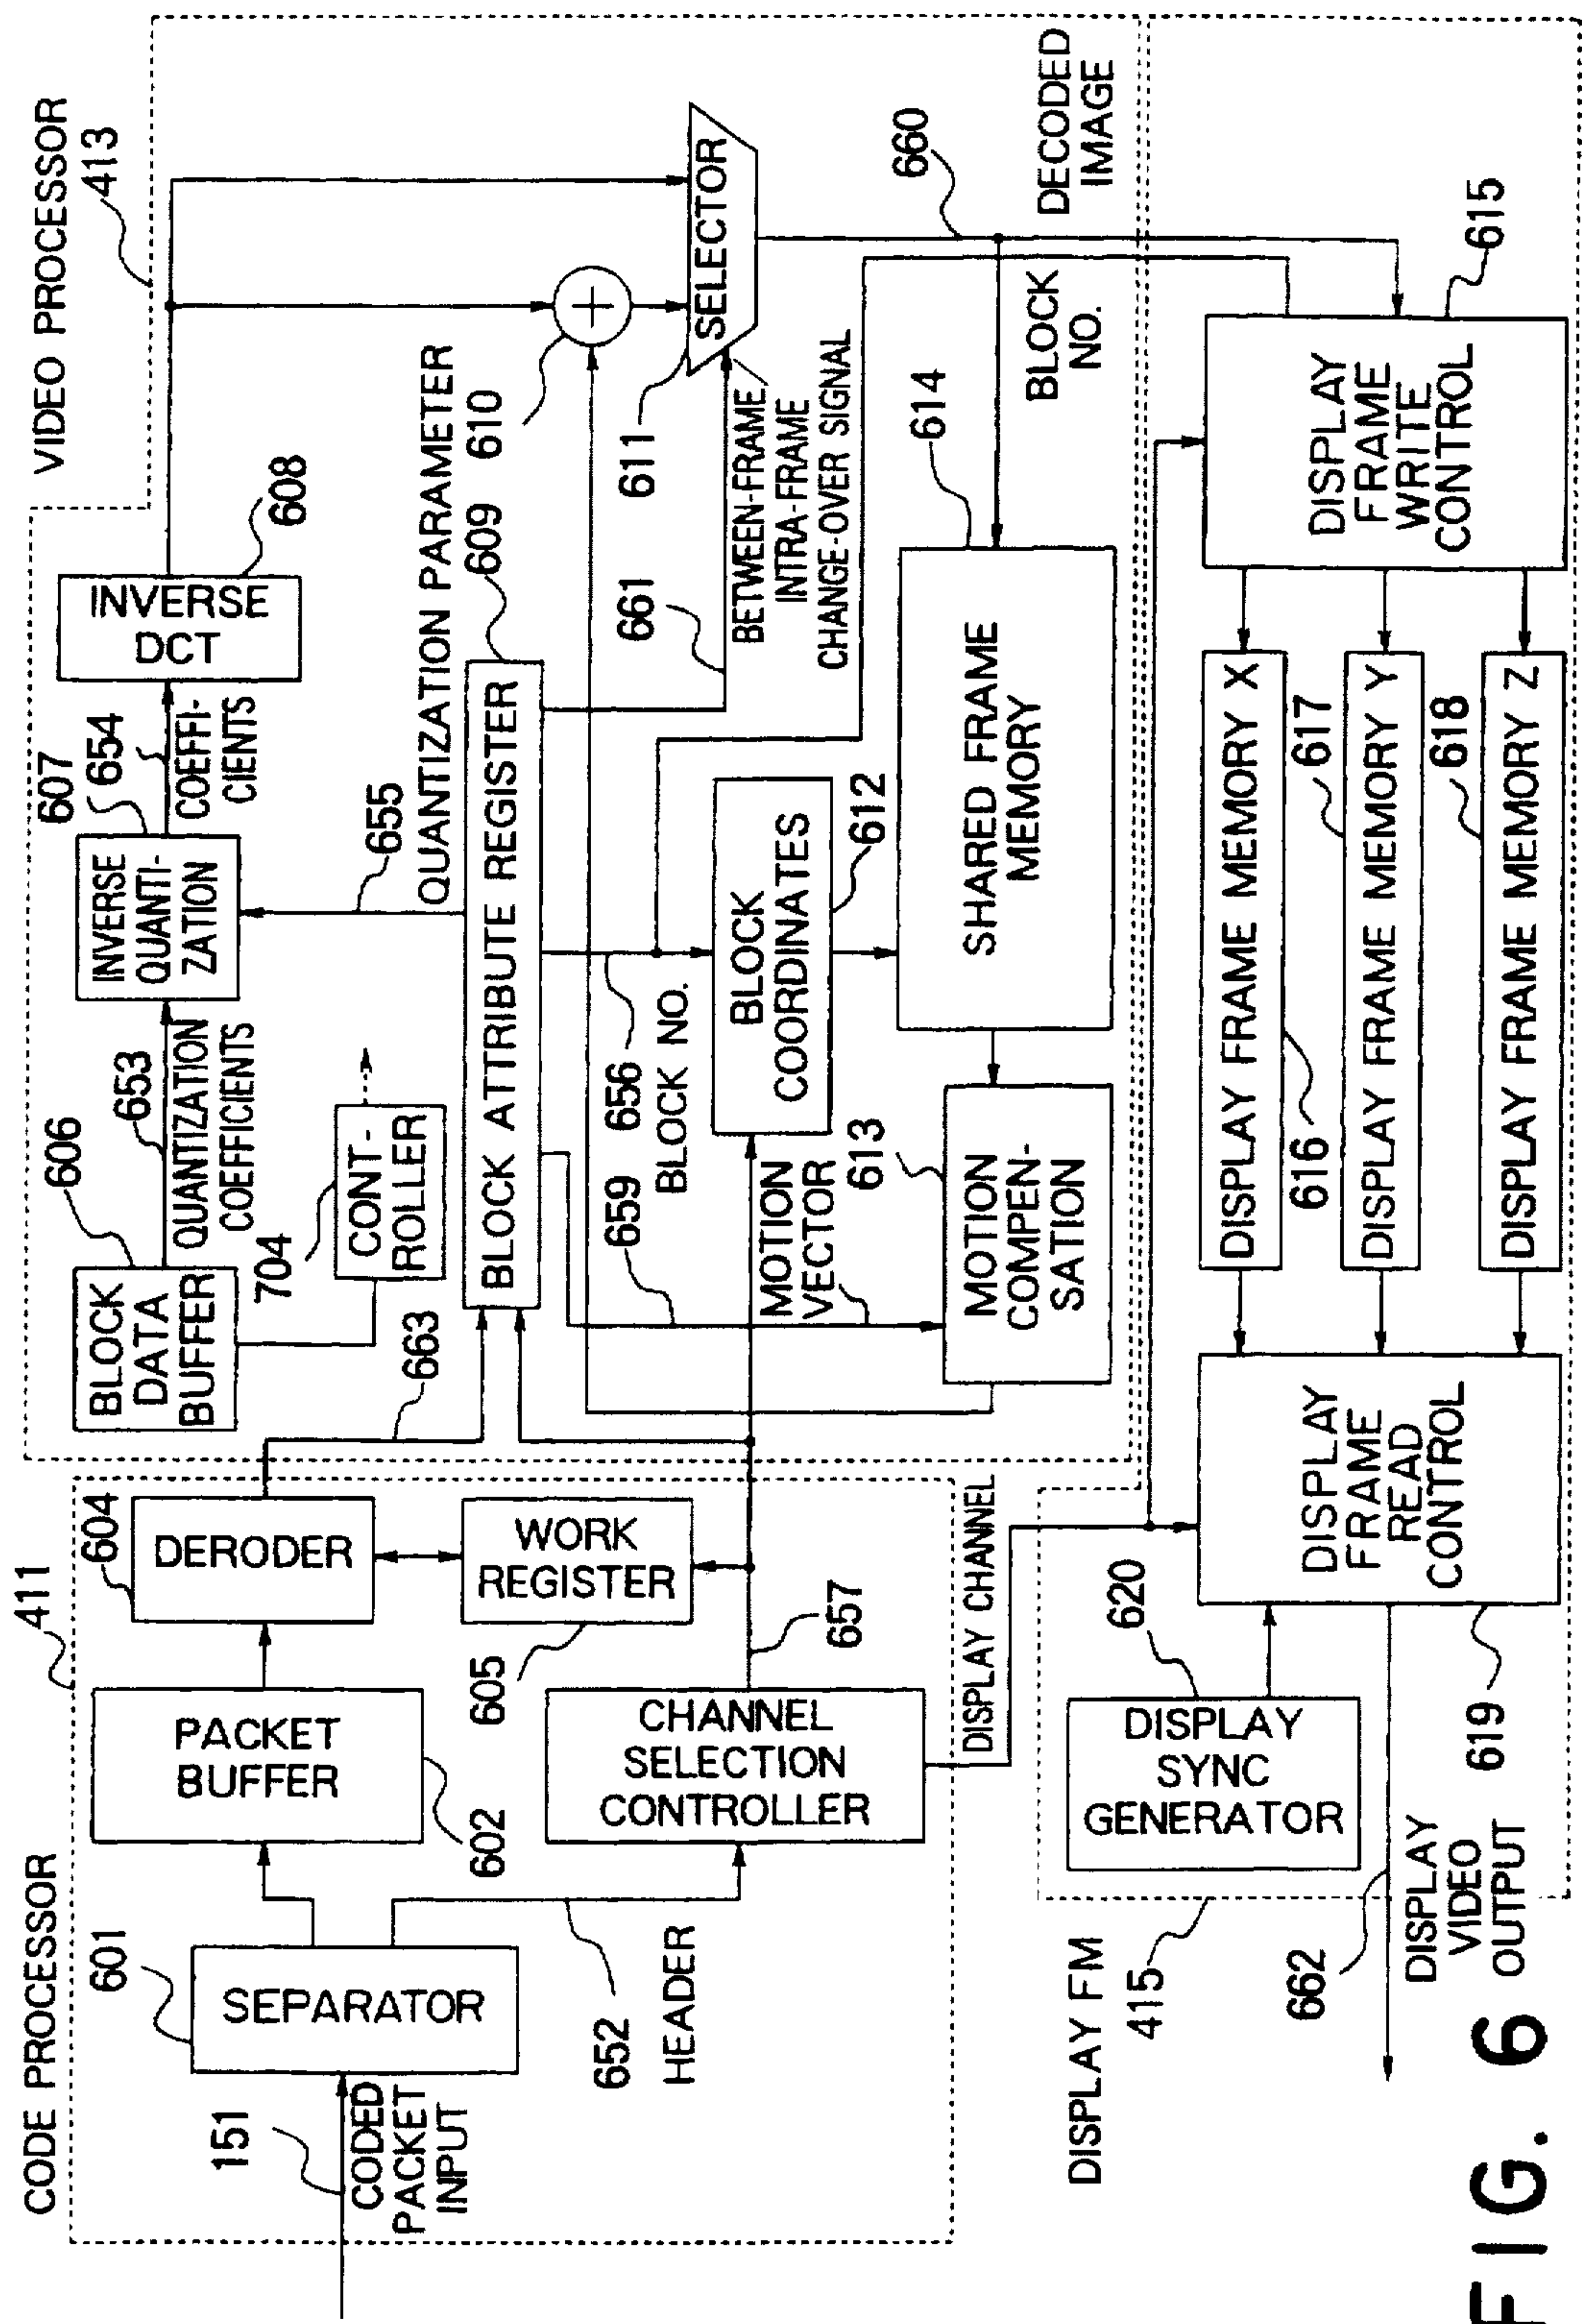 CODE PROCESSOR
411
VIDEO PROCESSOR
413
151
CODED
PACKET
INPUT
601
SEPARATOR
652
HEADER
PACKET
BUFFER
602
CHANNEL
SELECTION
CONTROLLER
604
DERODER
605
WORK
REGISTER
657
DISPLAY CHANNEL
663
606
BLOCK
DATA
BUFFER
653
QUANTIZATION
COEFFICIENTS
704
CONT-
ROLLER
607
INVERSE
QUANTI-
ZATION
654
COEFFI-
CIENTS
INVERSE
DCT
608
655
QUANTIZATION PARAMETER
609
BLOCK ATTRIBUTE REGISTER
610
+
611
SELECTOR
661
BETWEEN-FRAME
INTRA-FRAME
CHANGE-OVER SIGNAL
656
BLOCK NO.
659
MOTION
VECTOR
BLOCK
COORDINATES
612
613
MOTION
COMPEN-
SATION
614
SHARED FRAME
MEMORY
660
DECODED
IMAGE
BLOCK
NO.
DISPLAY FM
415
620
DISPLAY
SYNC
GENERATOR
DISPLAY
FRAME
READ
CONTROL
619
662
DISPLAY
VIDEO
OUTPUT
DISPLAY FRAME MEMORY X
616
DISPLAY FRAME MEMORY Y
617
DISPLAY FRAME MEMORY Z
618
DISPLAY
FRAME
WRITE
CONTROL
615
FIG. 6